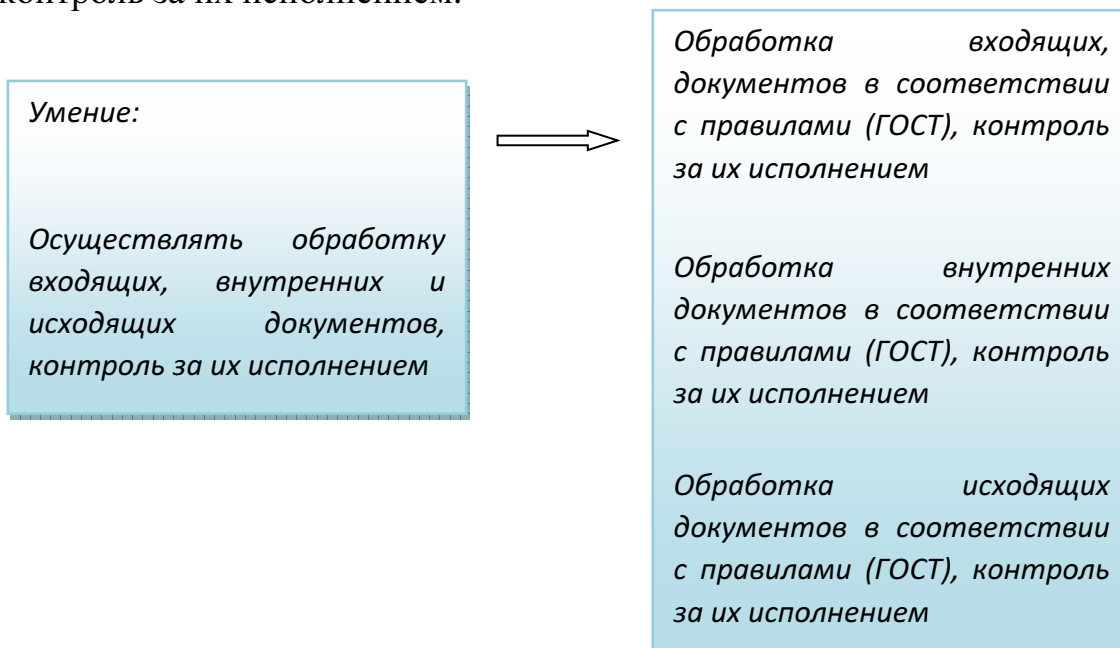 контроль за их исполнением.
Умение:
Осуществлять обработку
входящих, внутренних и
исходящих документов,
контроль за их исполнением
Обработка входящих,
документов в соответствии
с правилами (ГОСТ), контроль
за их исполнением
Обработка внутренних
документов в соответствии
с правилами (ГОСТ), контроль
за их исполнением
Обработка исходящих
документов в соответствии
с правилами (ГОСТ), контроль
за их исполнением